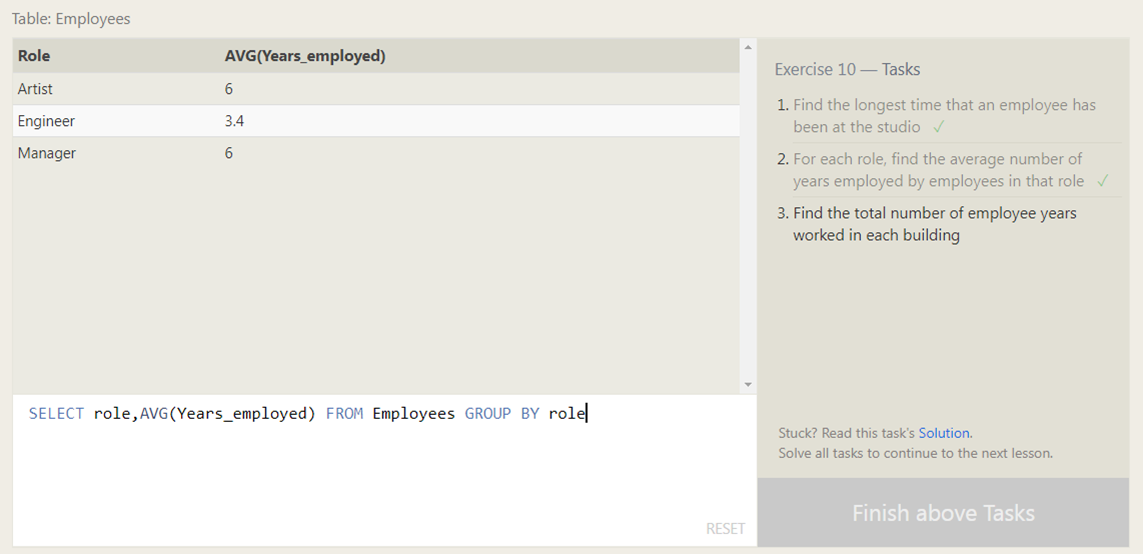 Table: Employees
Role AVG(Years_employed)
Artist 6
Engineer 3.4
Manager 6
SELECT role,AVG(Years_employed) FROM Employees GROUP BY role
RESET
Exercise 10 — Tasks
1. Find the longest time that an employee has
been at the studio ✓
2. For each role, find the average number of
years employed by employees in that role ✓
3. Find the total number of employee years
worked in each building
Stuck? Read this task's Solution.
Solve all tasks to continue to the next lesson.
Finish above Tasks